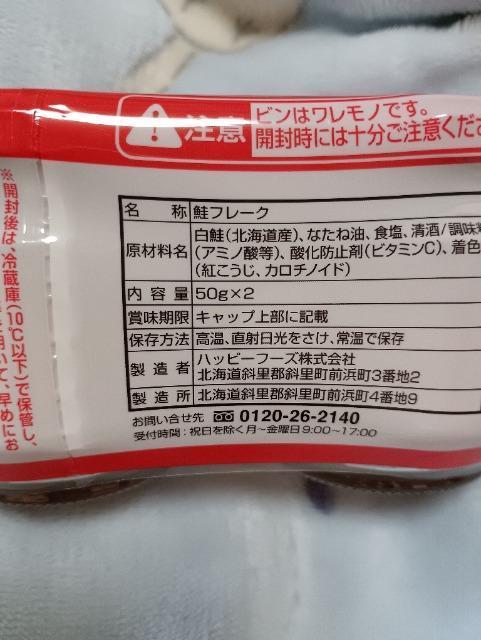 注意
ビンはワレモノです。
開封時には十分ご注意くださ
名 称 鮭フレーク
原材料名 白鮭(北海道産)、なたね油、食塩、清酒/調味料
(アミノ酸等)、酸化防止剤(ビタミンC)、着色
(紅こうじ、カロチノイド)
内 容 量 50g×2
賞味期限 キャップ上部に記載
保存方法 高温、直射日光をさけ、常温で保存
製 造 者 ハッピーフーズ株式会社
北海道斜里郡斜里町前浜町3番地2
製 造 所 北海道斜里郡斜里町前浜町4番地9
お問い合せ先 0120-26-2140
受付時間:祝日を除く月~金曜日9:00~17:00
※開封後は、冷蔵庫(10℃以下)で保管し、
て、早めにお